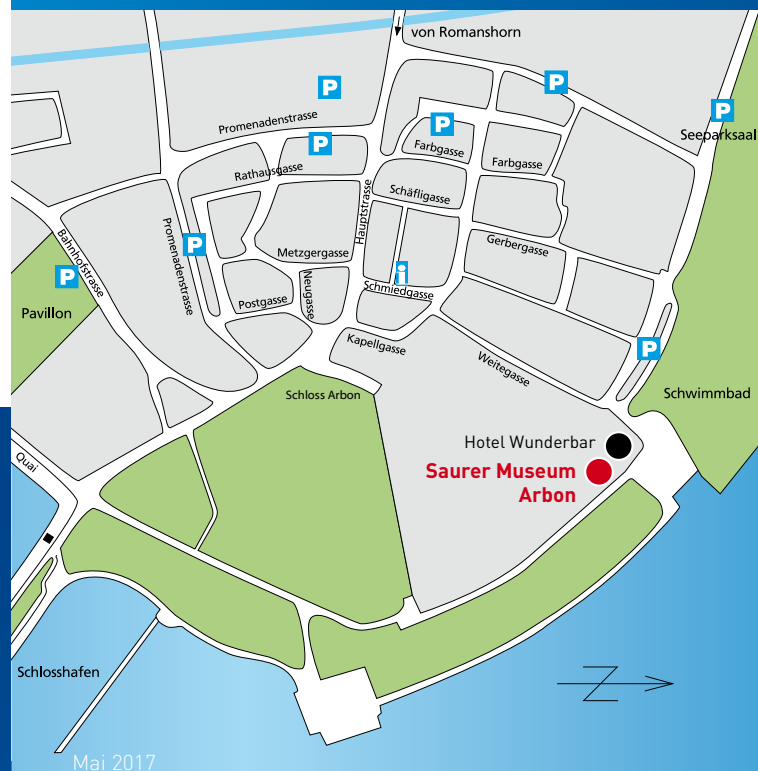 von Romanshorn
P
P
P
Seeparksaal
Promenadenstrasse
P
P
Farbgasse
Farbgasse
Rathausgasse
Schäfligasse
Hauptstrasse
Promenadenstrasse
Bahnhofstrasse
P
P
Metzgergasse
Gerbergasse
i
Schmiedgasse
Neugasse
Postgasse
Pavillon
Kapellgasse
Weitegasse
P
Schloss Arbon
Schwimmbad
Hotel Wunderbar
Saurer Museum
Arbon
Quai
Schlosshafen
N
Mai 2017